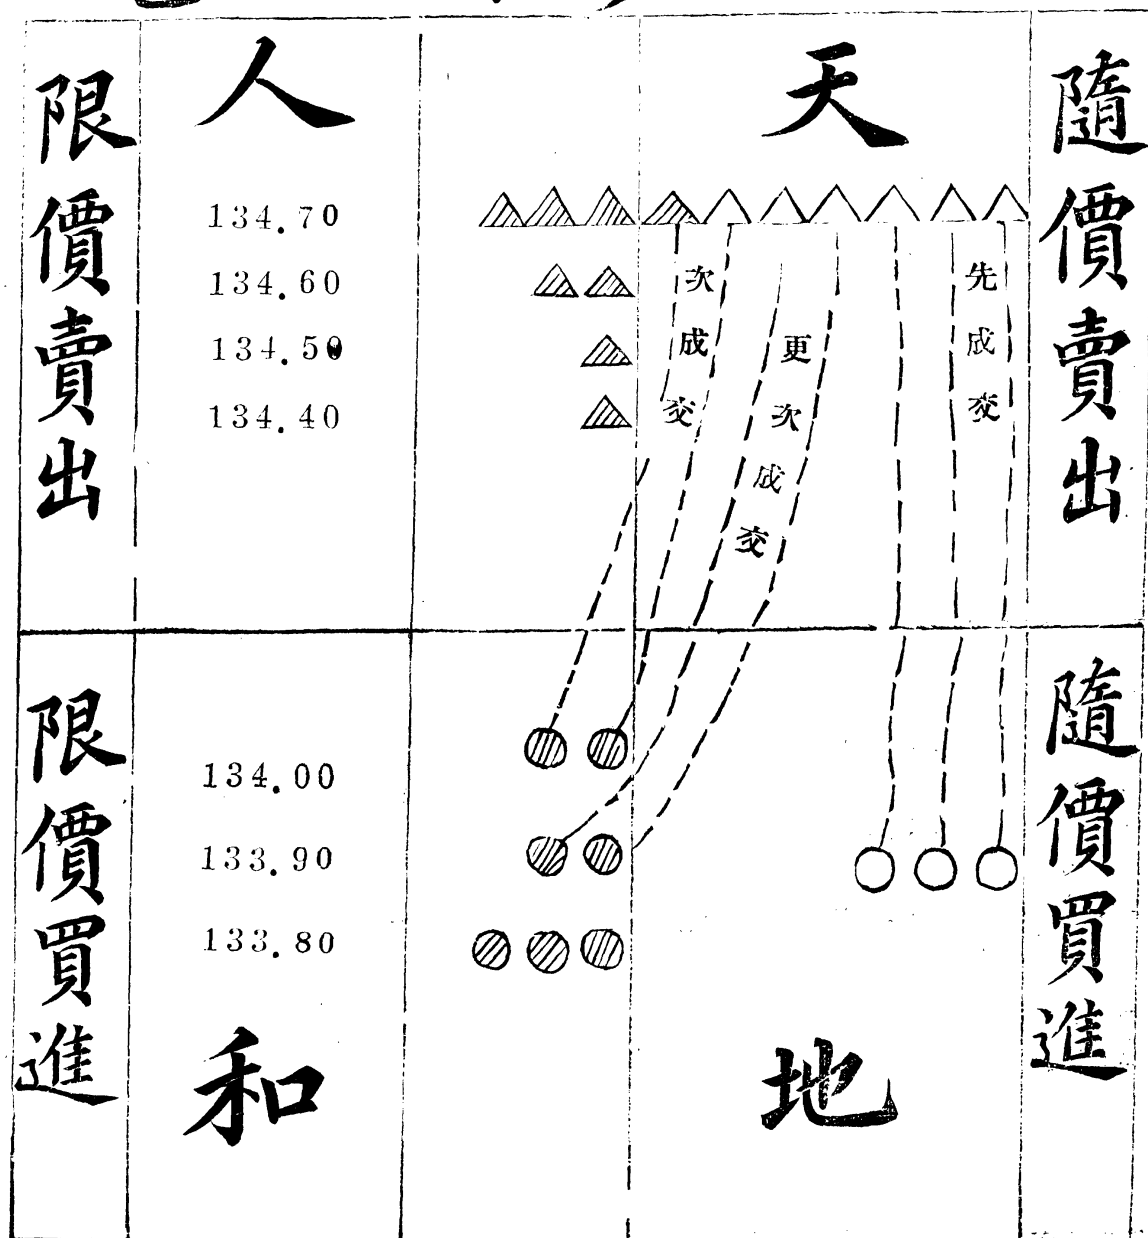 隨價賣出
天
先成交
更次成交
次成交
人
134.70
134.60
134.50
134.40
限價賣出
隨價買進
地
134.00
133.90
133.80
和
限價買進